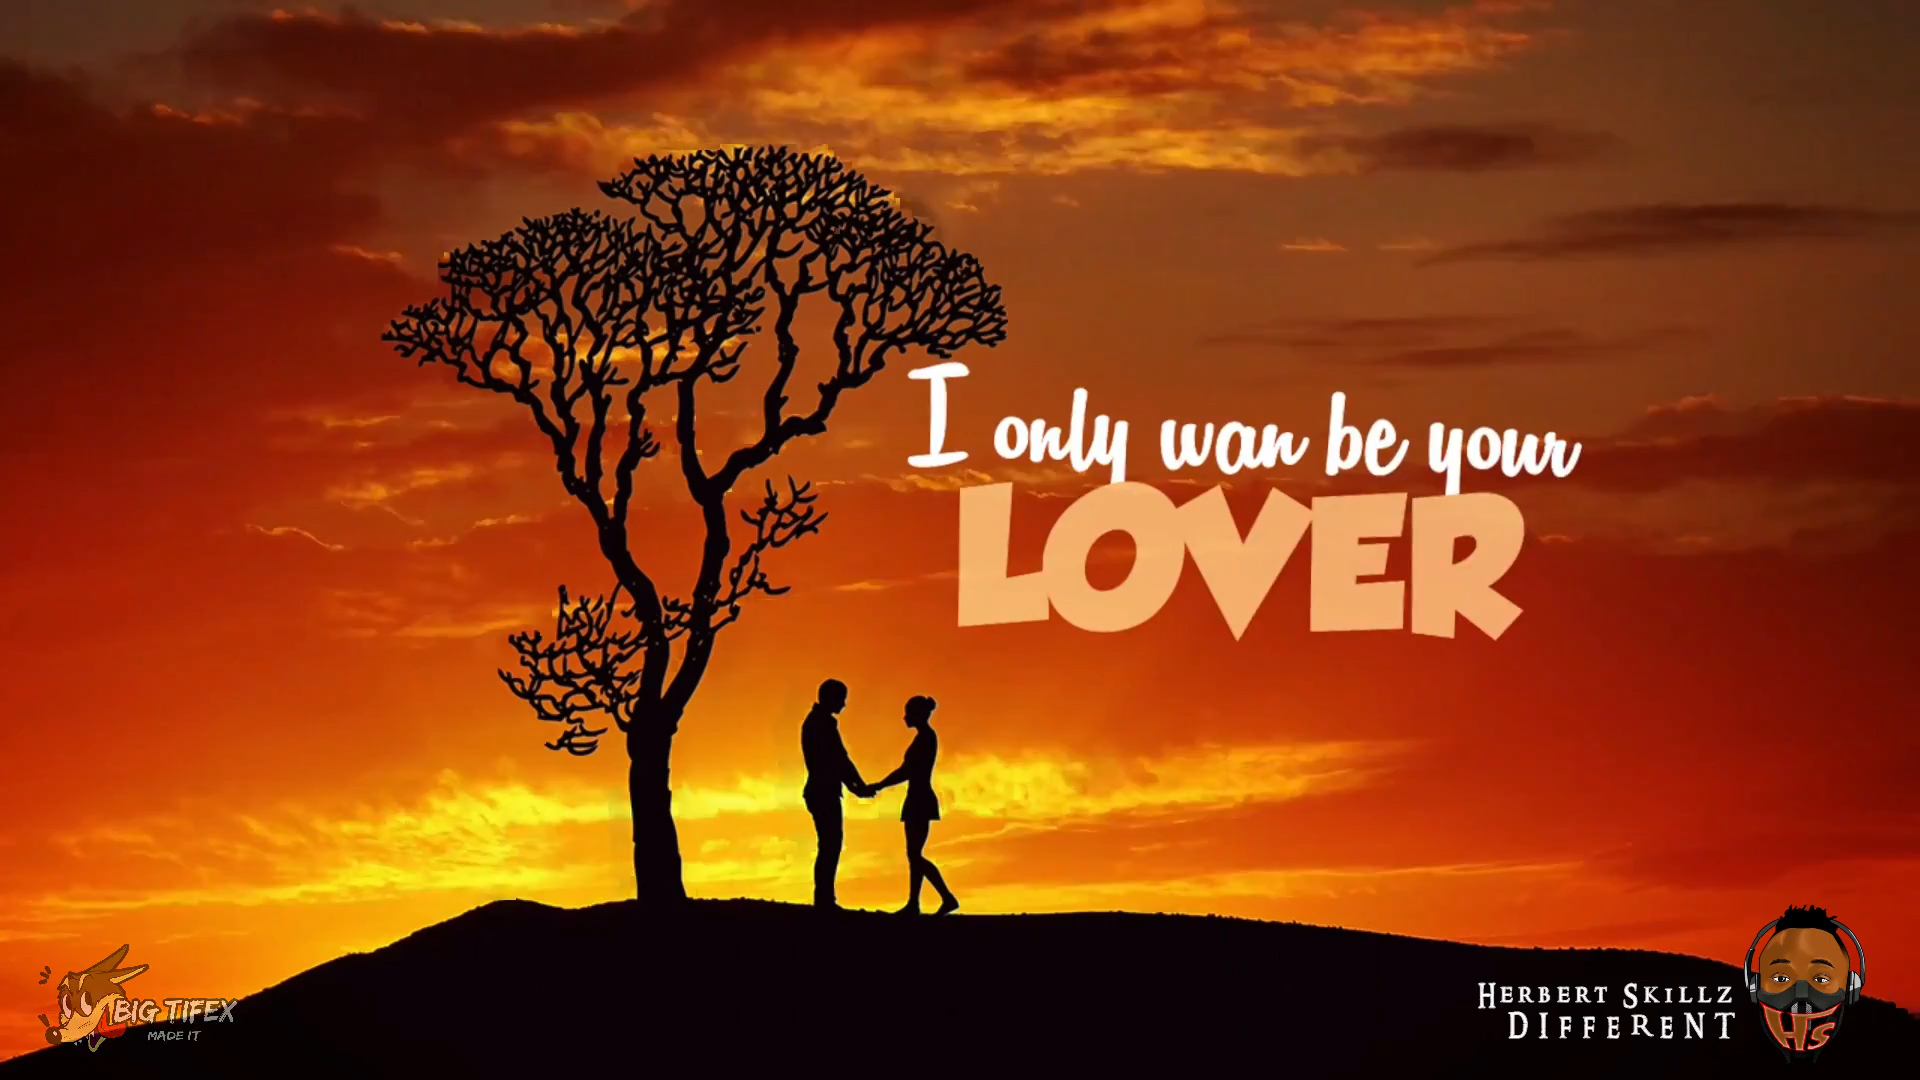 I only wan be your
LOVER
BIG TIFEX
MADE IT
HERBERT SKILLZ
DIFFERENT
HS